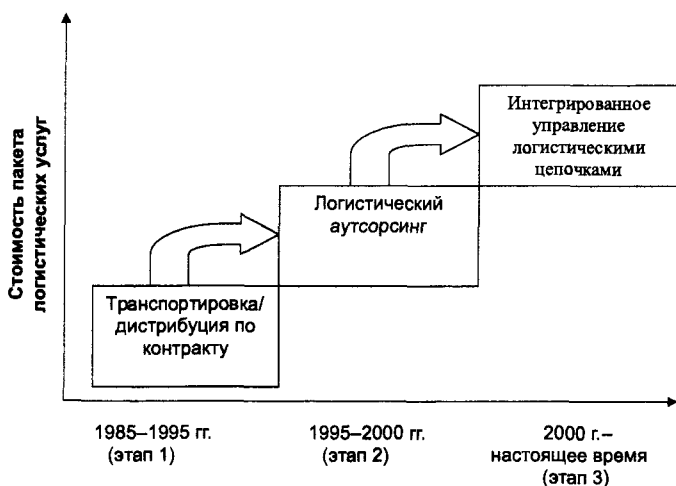 Стоимость пакета
логистических услуг
Интегрированное
управление
логистическими
цепочками
Логистический
аутсорсинг
Транспортировка/
дистрибуция по
контракту
1985–1995 гг.
(этап 1)
1995–2000 гг.
(этап 2)
2000 г.–
настоящее время
(этап 3)